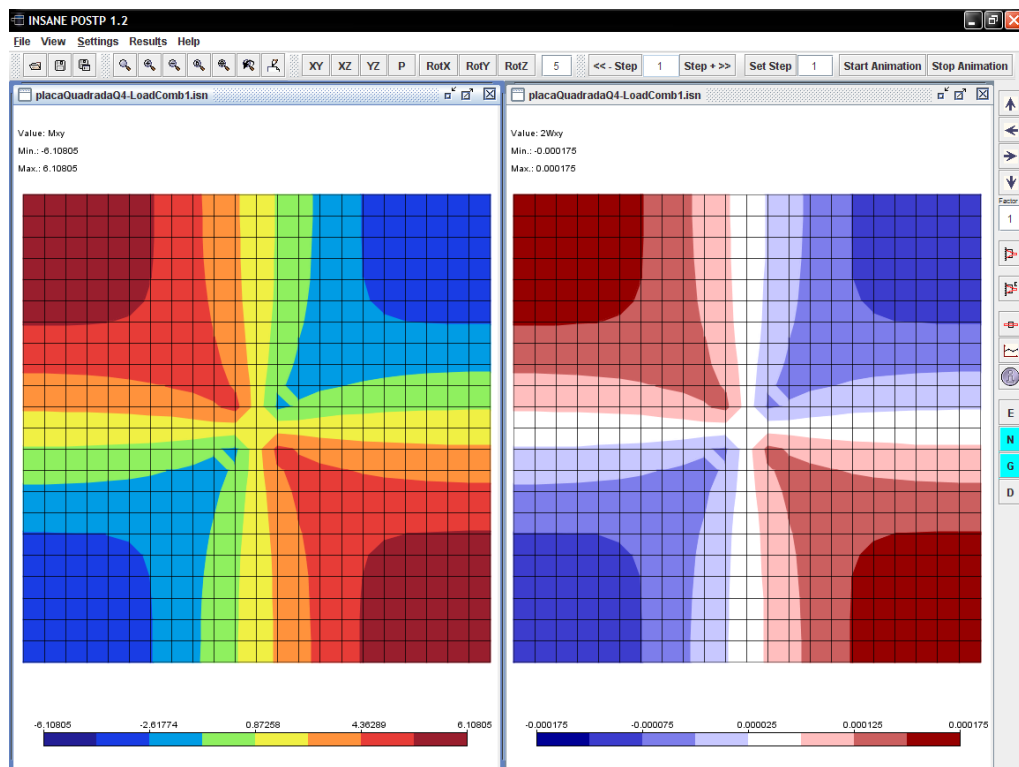 INSANE POSTP 1.2
File View Settings Results Help
XY XZ YZ P RotX RotY RotZ 5 << - Step 1 Step + >> Set Step 1 Start Animation Stop Animation
placaQuadradaQ4-LoadComb1.isn
Value: Mxy
Min.: -6.10805
Max.: 6.10805
-6.10805 -2.61774 0.87258 4.36289 6.10805
placaQuadradaQ4-LoadComb1.isn
Value: 2Wxy
Min.: -0.000175
Max.: 0.000175
-0.000175 -0.000075 0.000025 0.000125 0.000175
Factor
1
E
N
G
D